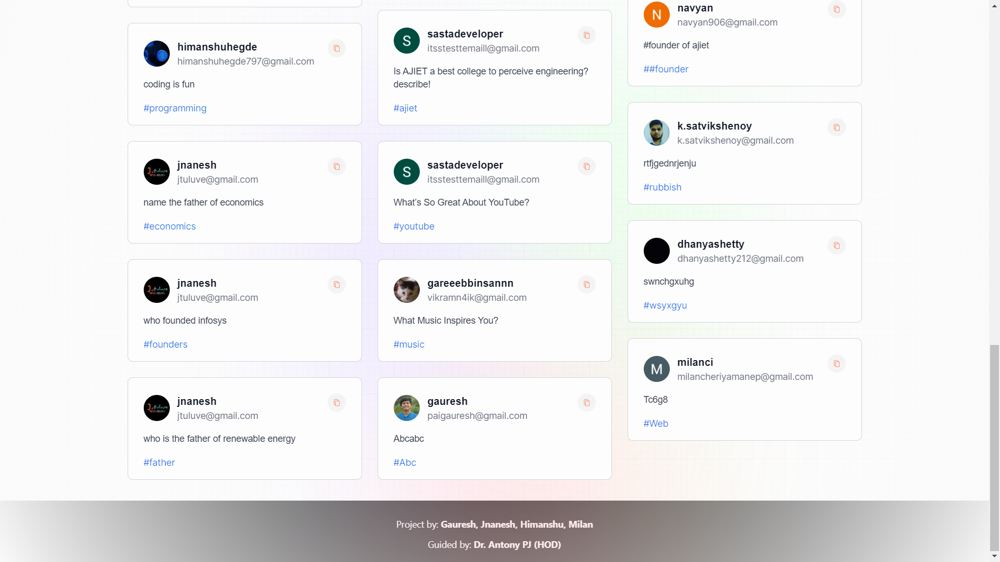 himanshuhegde
himanshuhegde797@gmail.com
coding is fun
#programming
jnanesh
jtuluve@gmail.com
name the father of economics
#economics
jnanesh
jtuluve@gmail.com
who founded infosys
#founders
jnanesh
jtuluve@gmail.com
who is the father of renewable energy
#father
S
sastadeveloper
itsstesttemaill@gmail.com
Is AJIET a best college to perceive engineering?
describe!
#ajiet
S
sastadeveloper
itsstesttemaill@gmail.com
What's So Great About YouTube?
#youtube
gareeebbinsannn
vikramn4ik@gmail.com
What Music Inspires You?
#music
gauresh
paigauresh@gmail.com
Abcabc
#Abc
N
navyan
navyan906@gmail.com
#founder of ajiet
##founder
k.satvikshenoy
k.satvikshenoy@gmail.com
rtfjgednrjenju
#rubbish
dhanyashetty
dhanyashetty212@gmail.com
swnchgxuhg
#wsyxgyu
M
milanci
milancheriyamanep@gmail.com
Tc6g8
#Web
Project by: Gauresh, Jnanesh, Himanshu, Milan
Guided by: Dr. Antony PJ (HOD)